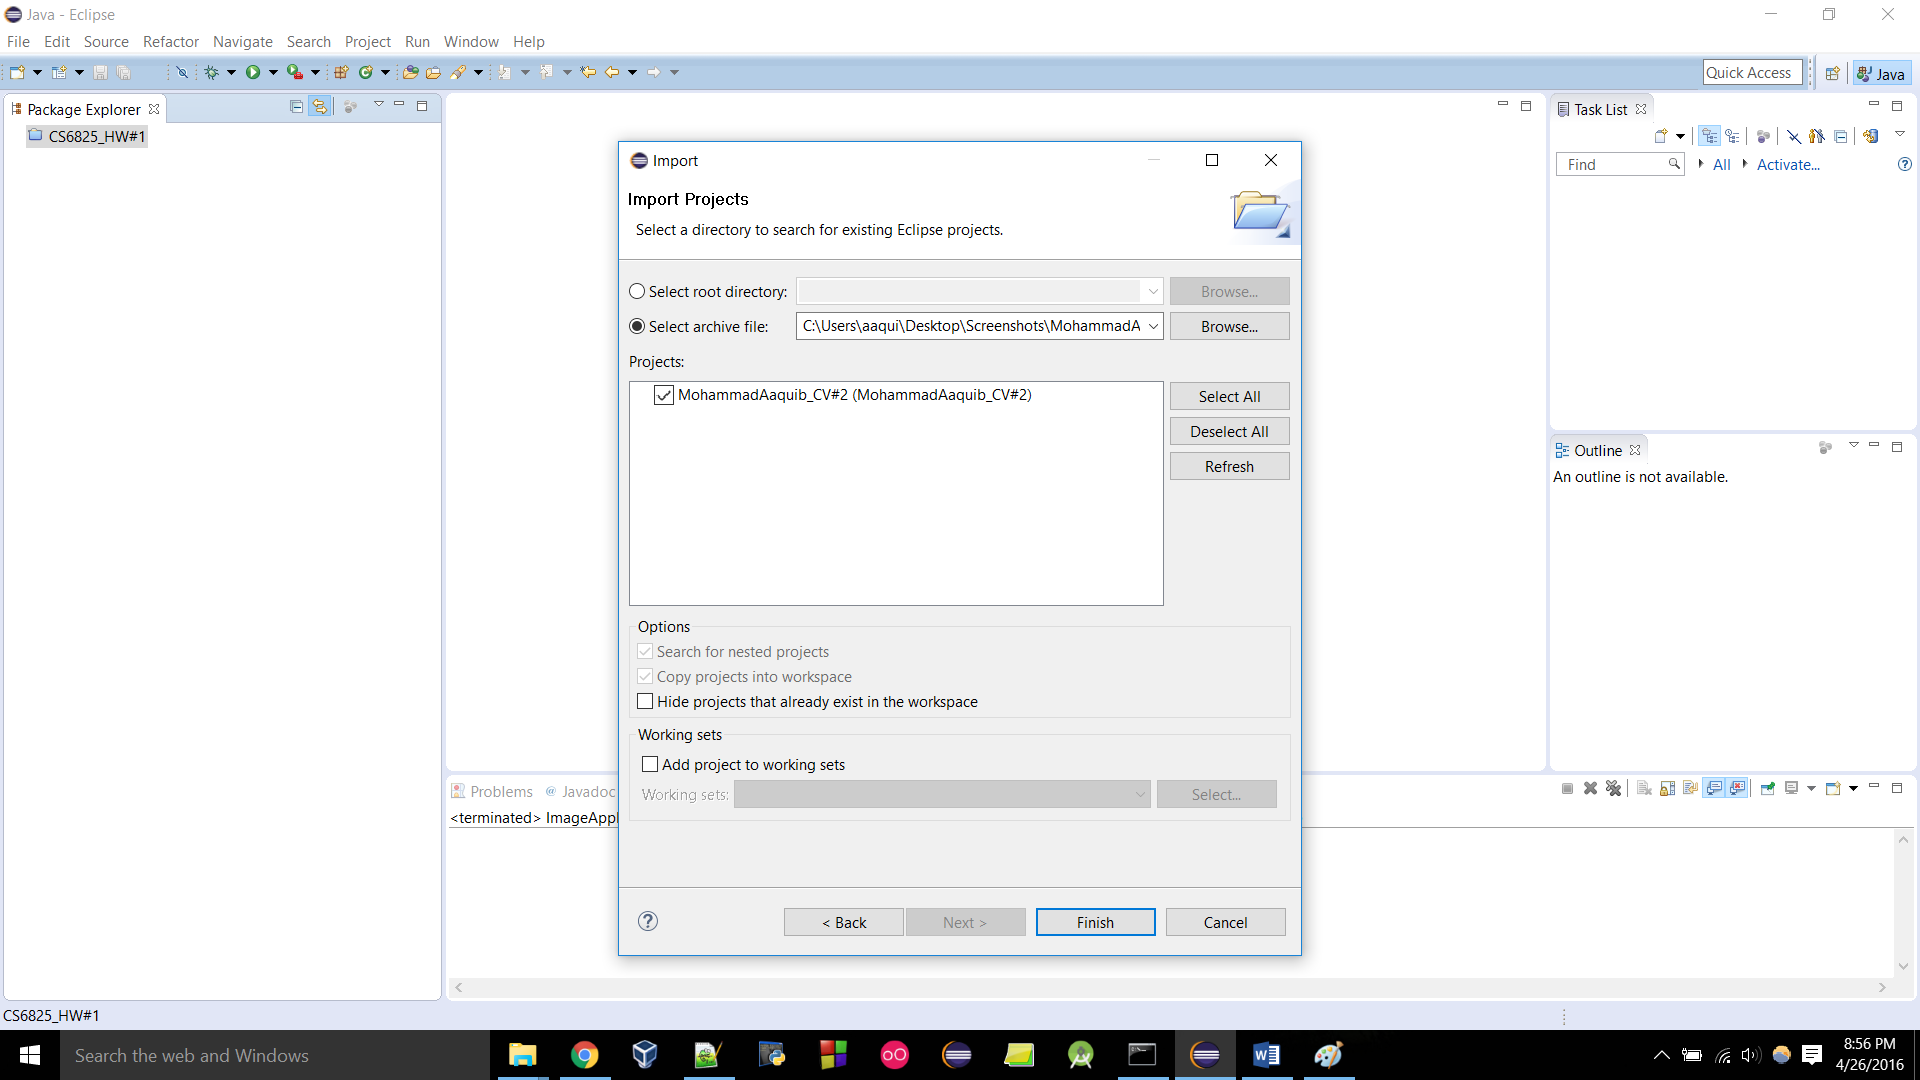 Java - Eclipse
File Edit Source Refactor Navigate Search Project Run Window Help
Quick Access
Java
Package Explorer
CS6825_HW#1
Import
Import Projects
Select a directory to search for existing Eclipse projects.
Select root directory:
Browse...
Select archive file:
C:\Users\aaqui\Desktop\Screenshots\MohammadA
Browse...
Projects:
MohammadAaquib_CV#2 (MohammadAaquib_CV#2)
Select All
Deselect All
Refresh
Options
Search for nested projects
Copy projects into workspace
Hide projects that already exist in the workspace
Working sets
Add project to working sets
Working sets:
Select...
< Back
Next >
Finish
Cancel
Task List
Find
All
Activate...
Outline
An outline is not available.
Problems
@ Javadoc
<terminated> ImageAppl
CS6825_HW#1
Search the web and Windows
8:56 PM
4/26/2016